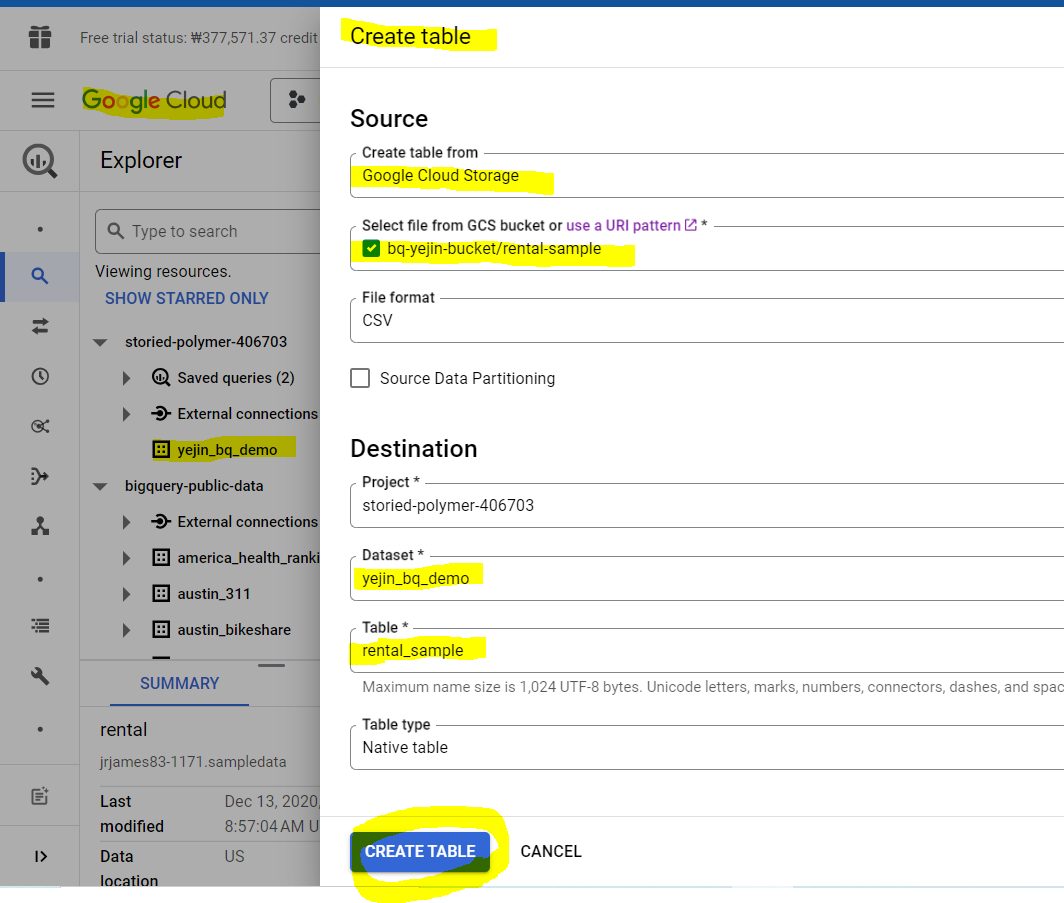 Free trial status: ₩377,571.37 credit
Google Cloud
Explorer
Type to search
Viewing resources.
SHOW STARRED ONLY
storied-polymer-406703
Saved queries (2)
External connections
yejin_bq_demo
bigquery-public-data
External connections
america_health_ranki
austin_311
austin_bikeshare
SUMMARY
rental
jrjames83-1171.sampledata
Last Dec 13, 2020,
modified 8:57:04 AM U
Data US
location
Create table
Source
Create table from
Google Cloud Storage
Select file from GCS bucket or use a URI pattern *
bq-yejin-bucket/rental-sample
File format
CSV
Source Data Partitioning
Destination
Project *
storied-polymer-406703
Dataset *
yejin_bq_demo
Table *
rental_sample
Maximum name size is 1,024 UTF-8 bytes. Unicode letters, marks, numbers, connectors, dashes, and spac
Table type
Native table
CREATE TABLE CANCEL